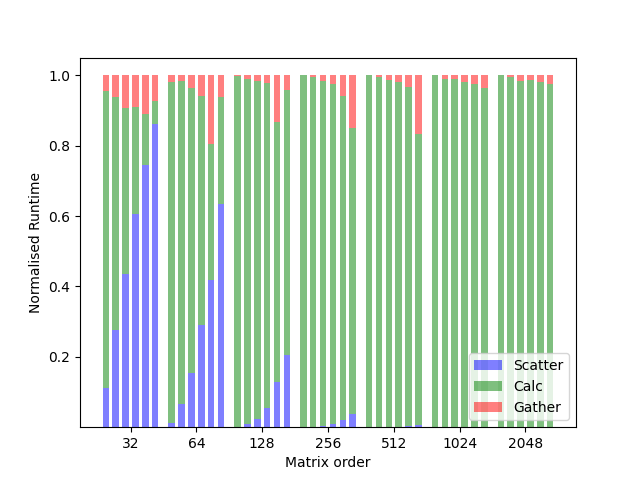 1.0
0.8
0.6
0.4
0.2
Normalised Runtime
Scatter
Calc
Gather
32 64 128 256 512 1024 2048
Matrix order